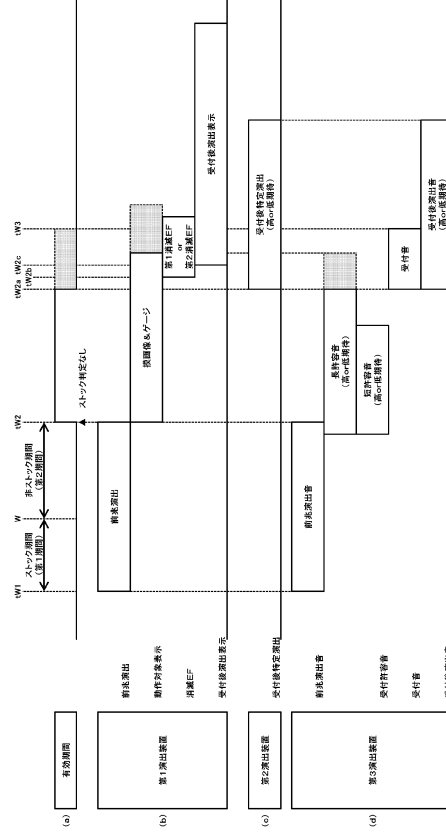 tW1
W
tW2
tW2a
tW2b
tW2c
tW3
ストック期間
(第1期間)
非ストック期間
(第2期間)
(a)
有効期間
ストック判定なし
(b)
第1演出装置
前兆演出
前兆演出
動作対象表示
換画像&ゲージ
消滅EF
第1消滅EF
or
第2消滅EF
受付後演出表示
受付後演出表示
(c)
第2演出装置
受付後特定演出
受付後特定演出
(高or低期待)
(d)
第3演出装置
前兆演出音
前兆演出音
受付許容音
長許容音
(高or低期待)
短許容音
(高or低期待)
受付音
受付音
受付後演出音
(高or低期待)